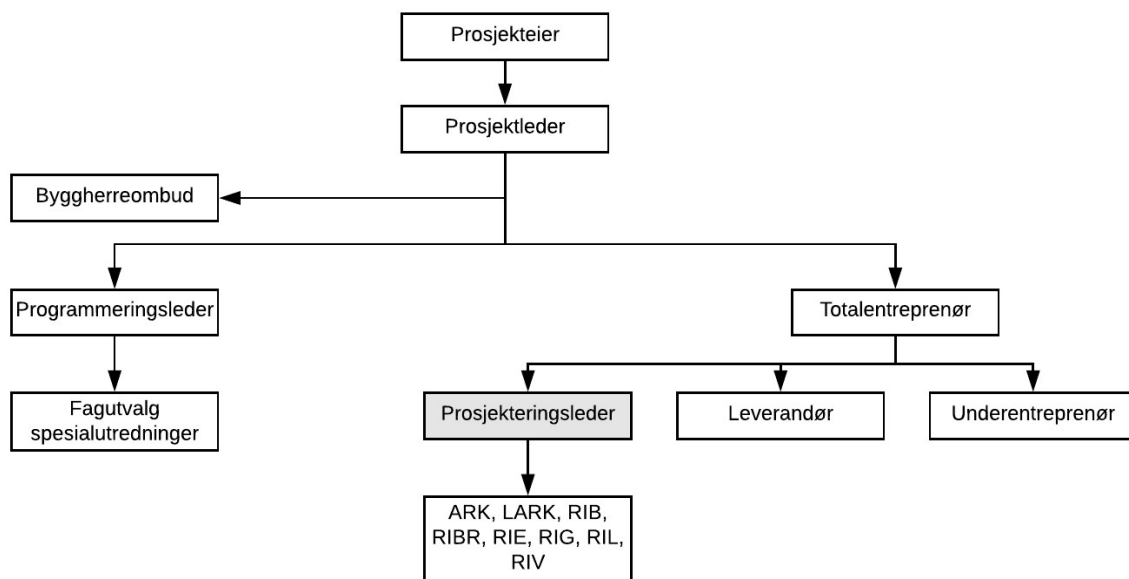 Prosjekteier
Prosjektleder
Byggherreombud
Programmeringsleder
Totalentreprenør
Fagutvalg
spesialutredninger
Prosjekteringsleder
Leverandør
Underentreprenør
ARK, LARK, RIB,
RIBR, RIE, RIG, RIL,
RIV